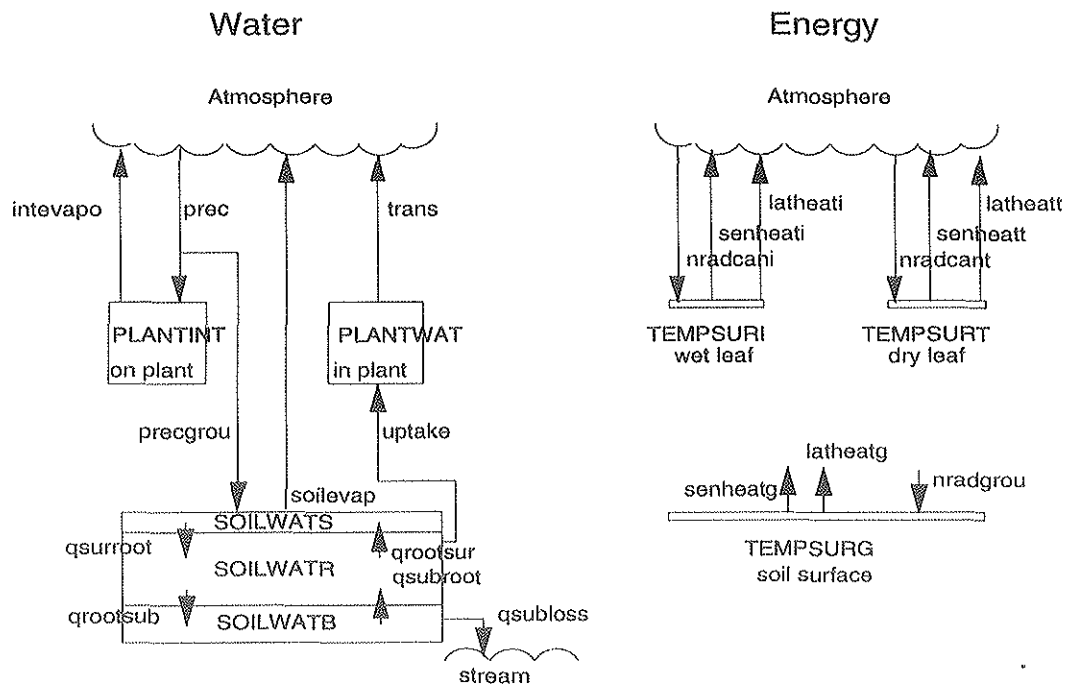 Water
Energy
Atmosphere
Atmosphere
intevapo
prec
trans
latheati
latheatt
senheati
senheatt
nradcani
nradcant
PLANTINT
on plant
PLANTWAT
in plant
TEMPSURI
wet leaf
TEMPSURT
dry leaf
precgrou
uptake
latheatg
senheatg
nradgrou
soilevap
SOILWATS
qsurroot
qrootsur
SOILWATR
qsubroot
TEMPSURG
soil surface
qrootsub
SOILWATB
qsubloss
stream